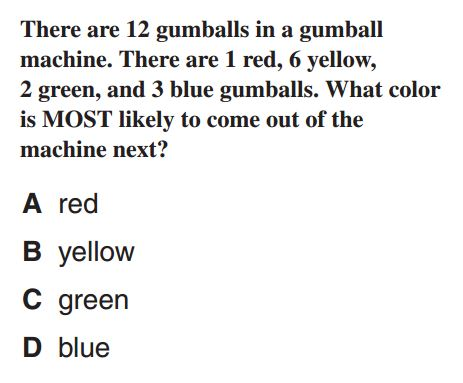 There are 12 gumballs in a gumball
machine. There are 1 red, 6 yellow,
2 green, and 3 blue gumballs. What color
is MOST likely to come out of the
machine next?
A red
B yellow
C green
D blue